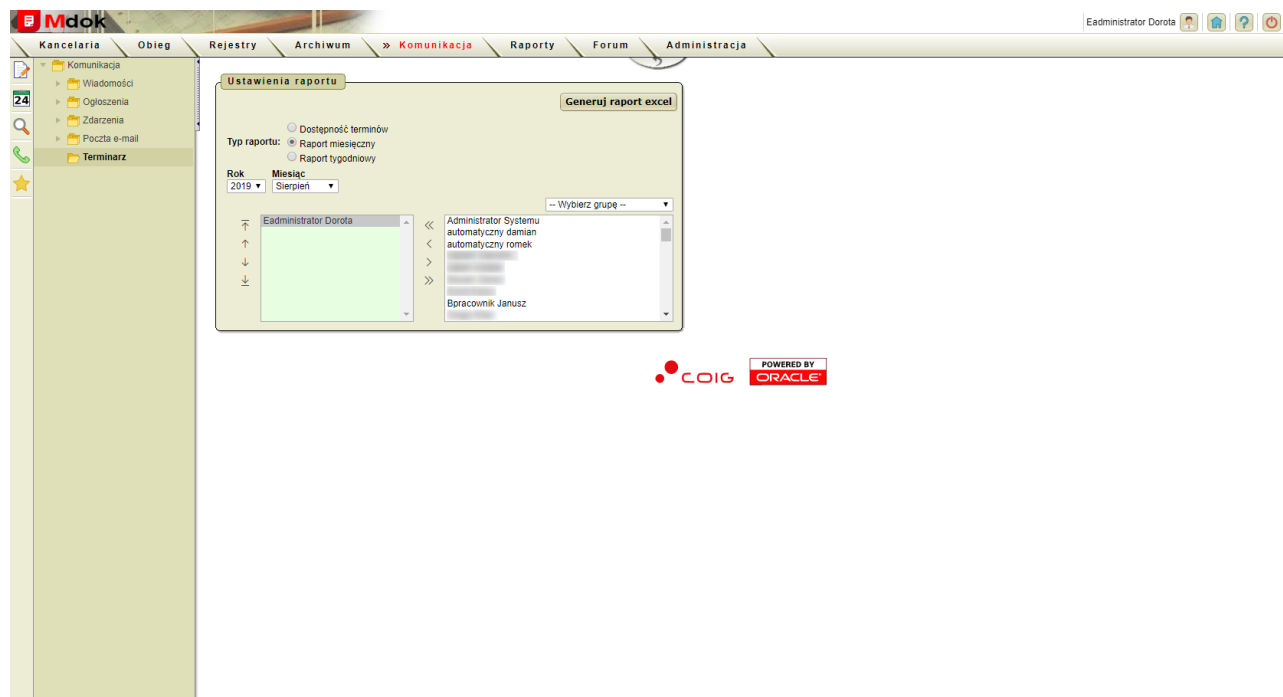 Mdok
Eadministrator Dorota
Kancelaria Obieg Rejestry Archiwum » Komunikacja Raporty Forum Administracja
Komunikacja
Wiadomości
24
Ogłoszenia
Zdarzenia
Poczta e-mail
Terminarz
Ustawienia raportu
Generuj raport excel
Dostępność terminów
Typ raportu: Raport miesięczny
Raport tygodniowy
Rok Miesiąc
2019 Sierpień
-- Wybierz grupę --
Eadministrator Dorota
Administrator Systemu
automatyczny damian
automatyczny romek
Bpracownik Janusz
COIG
POWERED BY
ORACLE